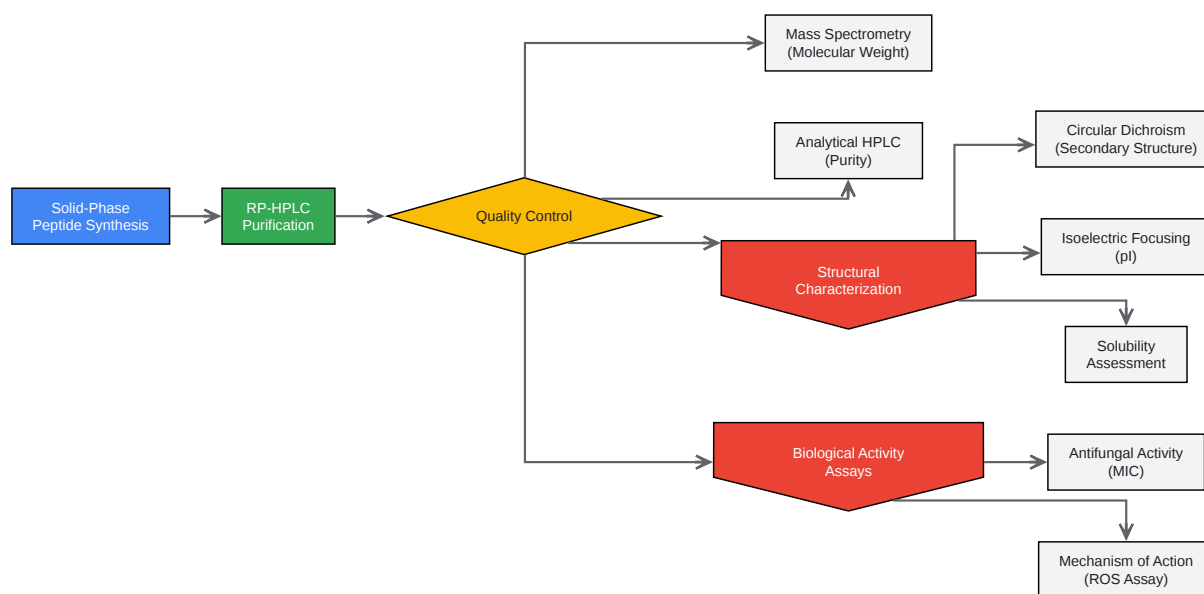 Mass Spectrometry
(Molecular Weight)
Analytical HPLC
(Purity)
Circular Dichroism
(Secondary Structure)
Solid-Phase
Peptide Synthesis
RP-HPLC
Purification
Quality Control
Isoelectric Focusing
(pI)
Structural
Characterization
Solubility
Assessment
Biological Activity
Assays
Antifungal Activity
(MIC)
Mechanism of Action
(ROS Assay)